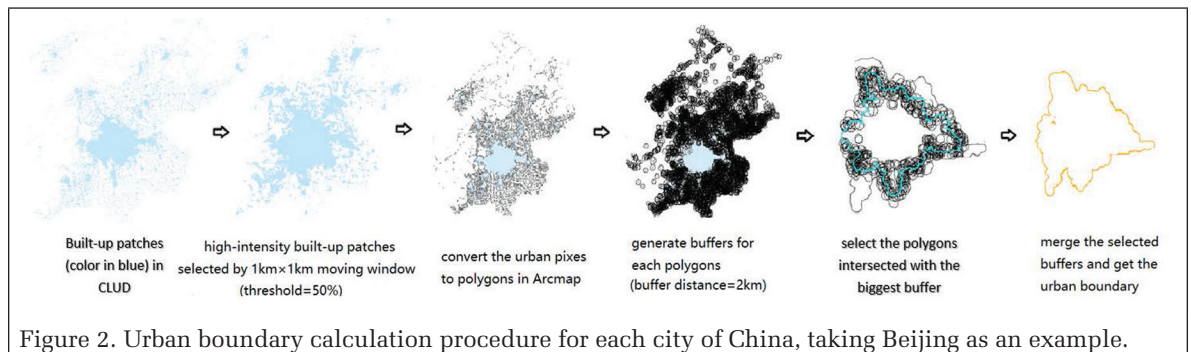 Built-up patches
(color in blue) in
CLUD
high-intensity built-up patches
selected by 1km×1km moving window
(threshold=50%)
convert the urban pixes
to polygons in Arcmap
generate buffers for
each polygons
(buffer distance=2km)
select the polygons
intersected with the
biggest buffer
merge the selected
buffers and get the
urban boundary
Figure 2. Urban boundary calculation procedure for each city of China, taking Beijing as an example.